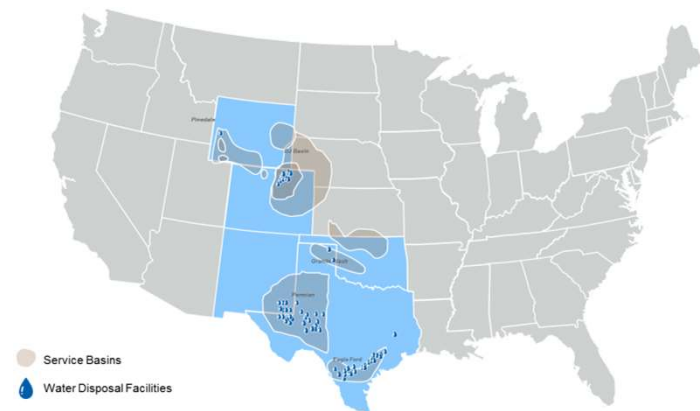 Pinedale
DJ Basin
Granite Wash
Permian
Eagle Ford
Service Basins
Water Disposal Facilities